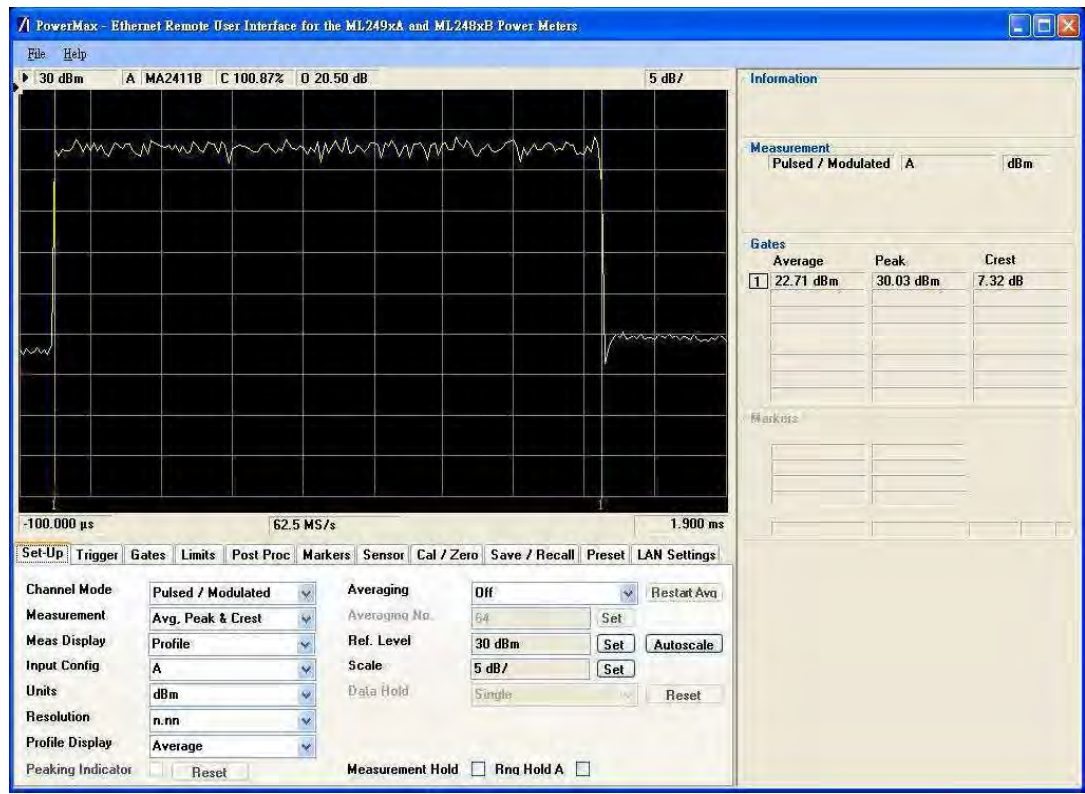 PowerMax - Ethernet Remote User Interface for the ML249xA and ML248xB Power Meters
File Help
30 dBm A MA2411B C 100.87% O 20.50 dB 5 dB/
1 1
-100.000 µs 62.5 MS/s 1.900 ms
Information
Measurement
Pulsed / Modulated A dBm
Gates
Average Peak Crest
1 22.71 dBm 30.03 dBm 7.32 dB
Markers
Set-Up Trigger Gates Limits Post Proc Markers Sensor Cal / Zero Save / Recall Preset LAN Settings
Channel Mode Pulsed / Modulated Averaging Off Restart Avg
Measurement Avg, Peak & Crest Averaging No. 64 Set
Meas Display Profile Ref. Level 30 dBm Set Autoscale
Input Config A Scale 5 dB/ Set
Units dBm Data Hold Single Reset
Resolution n.nn
Profile Display Average
Peaking Indicator Reset Measurement Hold Rng Hold A